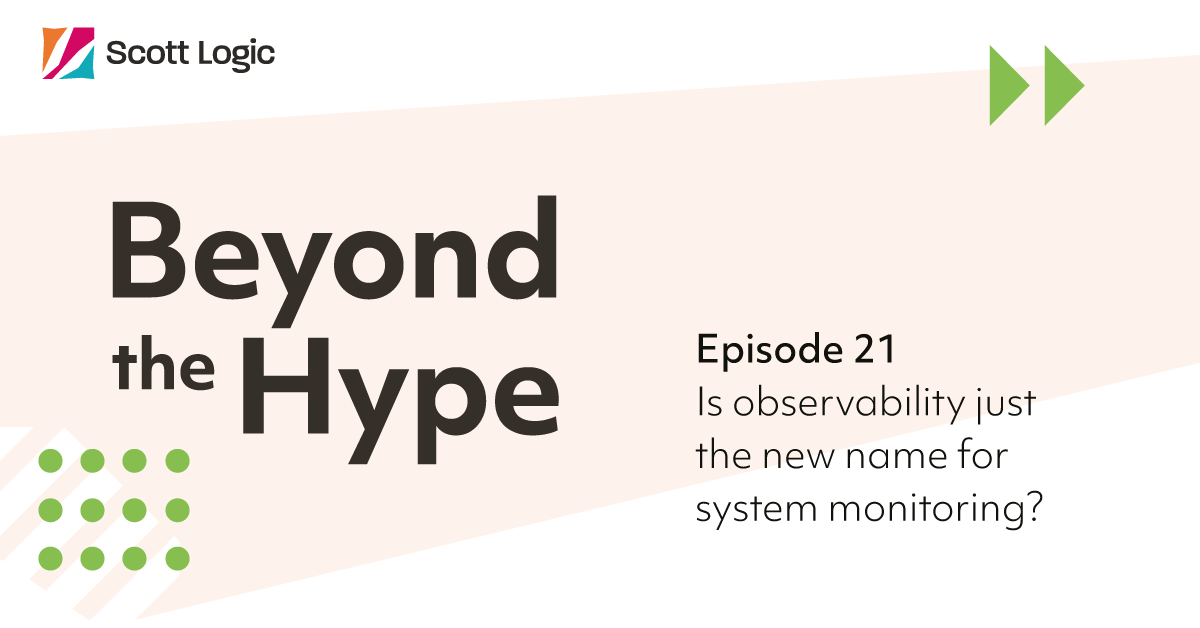 Scott Logic
Beyond
the Hype
Episode 21
Is observability just
the new name for
system monitoring?